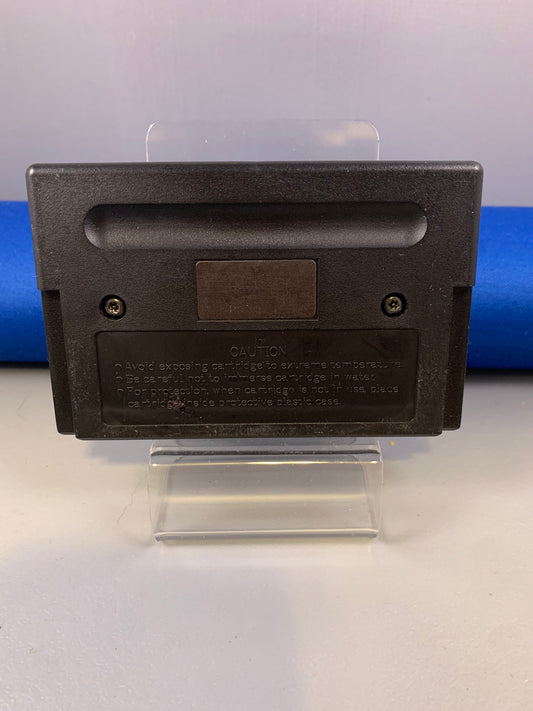 CAUTION
Avoid exposing cartridge to extreme temperature.
Be careful not to immerse cartridge in water.
For protection, when cartridge is not in use, place
cartridge inside protective plastic case.